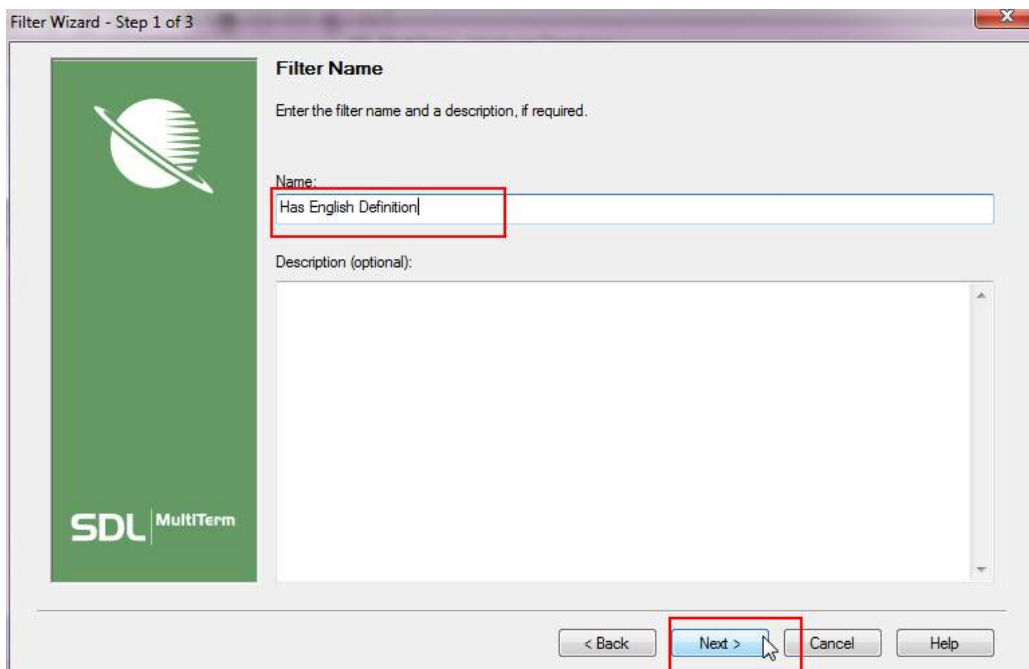 Filter Wizard - Step 1 of 3
Filter Name
Enter the filter name and a description, if required.
Name:
Has English Definition
Description (optional):
SDL MultiTerm
< Back Next > Cancel Help